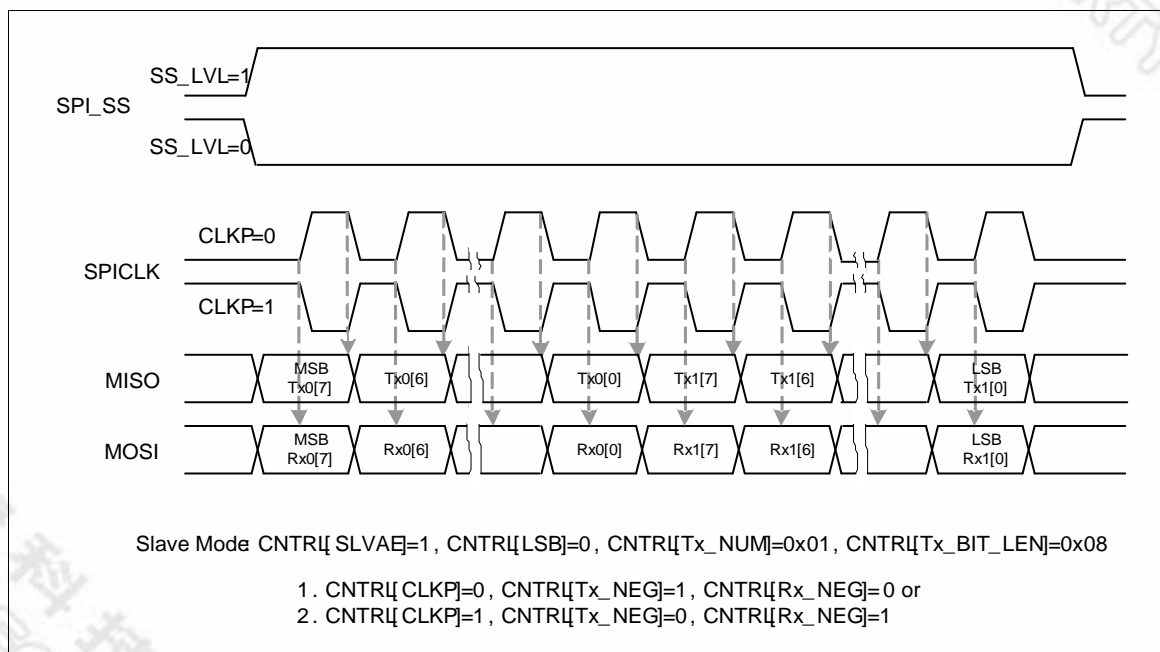 SS_LVL=1
SPI_SS
SS_LVL=0
CLKP=0
SPICLK
CLKP=1
MISO
MSB
Tx0[7]
Tx0[6]
Tx0[0]
Tx1[7]
Tx1[6]
LSB
Tx1[0]
MOSI
MSB
Rx0[7]
Rx0[6]
Rx0[0]
Rx1[7]
Rx1[6]
LSB
Rx1[0]
Slave Mode: CNTRL[SLVAE]=1, CNTRL[LSB]=0, CNTRL[Tx_NUM]=0x01, CNTRL[Tx_BIT_LEN]=0x08
1. CNTRL[CLKP]=0, CNTRL[Tx_NEG]=1, CNTRL[Rx_NEG]=0 or
2. CNTRL[CLKP]=1, CNTRL[Tx_NEG]=0, CNTRL[Rx_NEG]=1
科